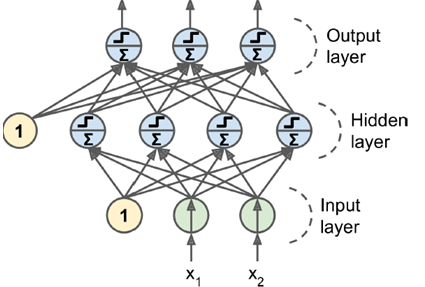 Σ Σ Σ
Output
layer
1 Σ Σ Σ Σ
Hidden
layer
1
Input
layer
x₁ x₂